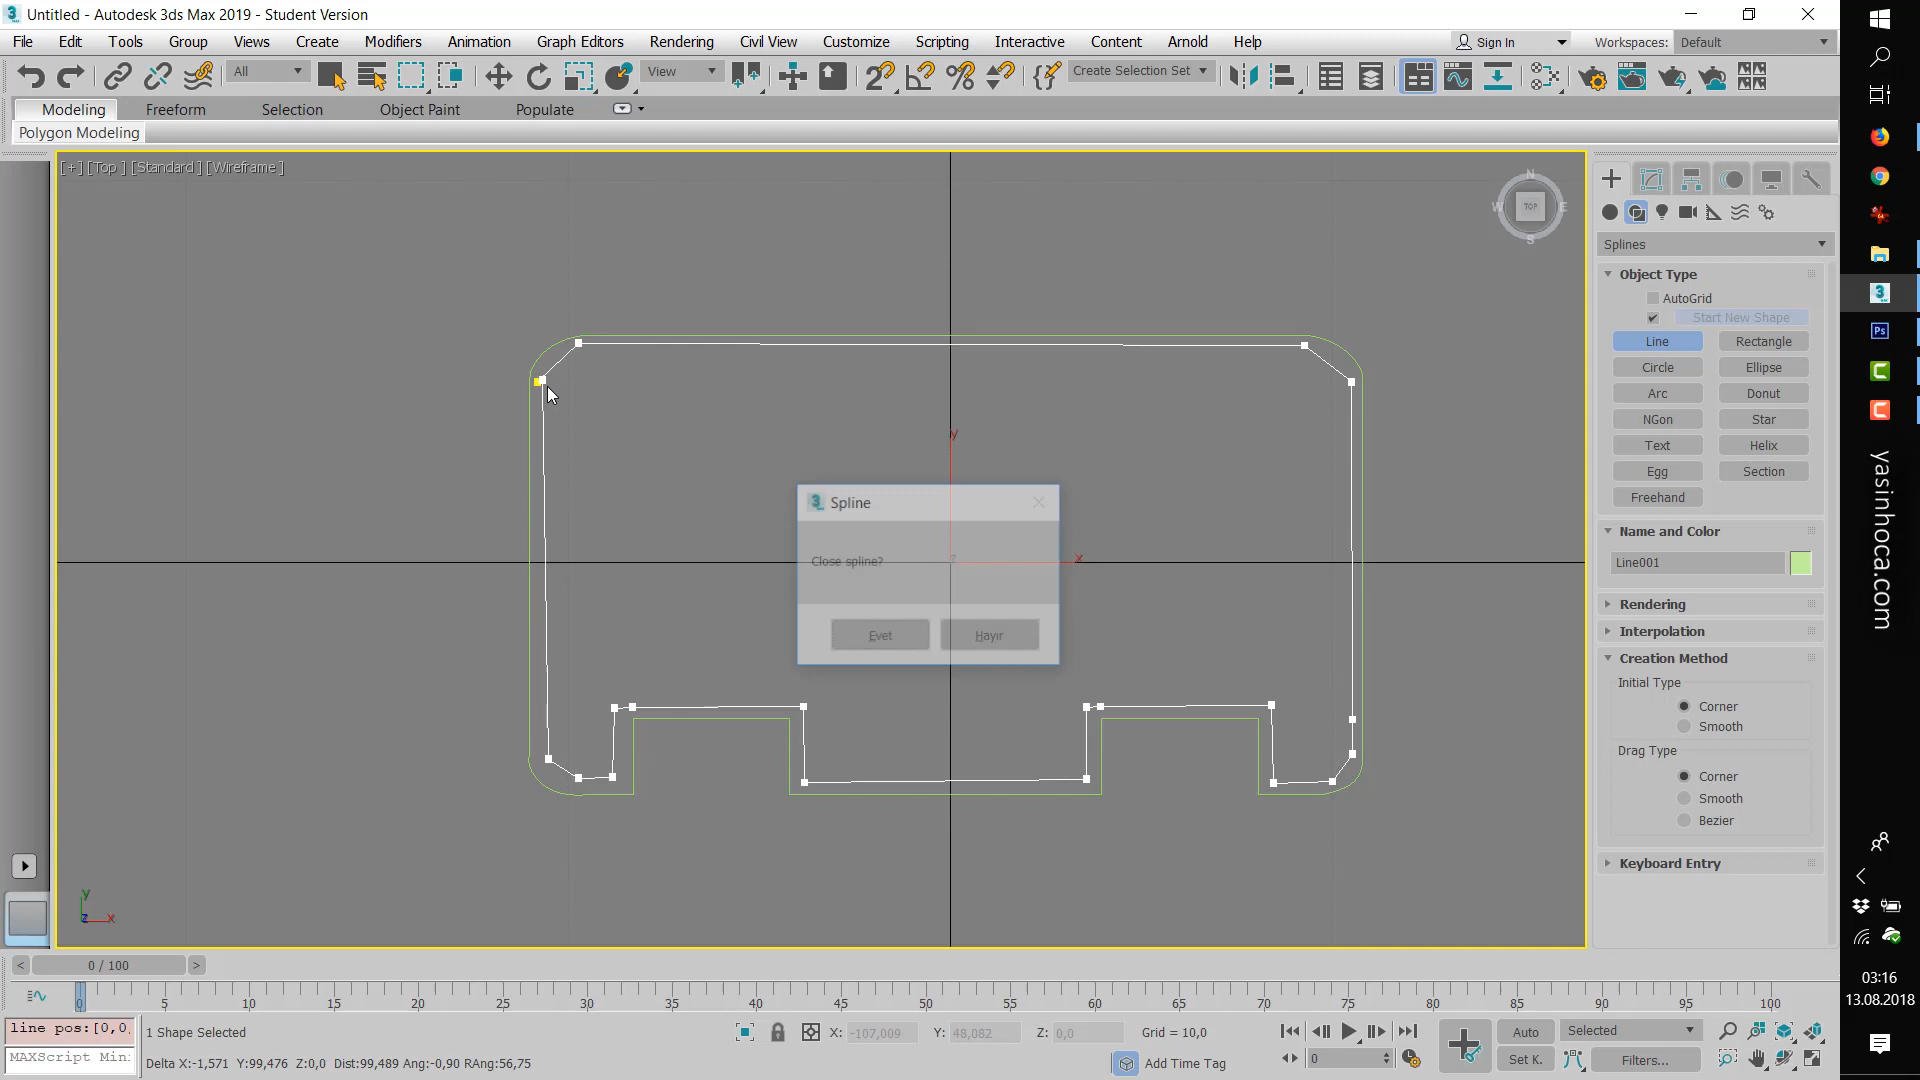 Untitled - Autodesk 3ds Max 2019 - Student Version
File Edit Tools Group Views Create Modifiers Animation Graph Editors Rendering Civil View Customize Scripting Interactive Content Arnold Help Sign In Workspaces: Default
All View Create Selection Set
Modeling Freeform Selection Object Paint Populate
Polygon Modeling
[+] [Top ] [Standard ] [Wireframe ]
N
W TOP E
S
y
x
Spline
Close spline?
Evet Hayır
y
z x
Splines
Object Type
AutoGrid
Start New Shape
Line Rectangle
Circle Ellipse
Arc Donut
NGon Star
Text Helix
Egg Section
Freehand
Name and Color
Line001
Rendering
Interpolation
Creation Method
Initial Type
Corner
Smooth
Drag Type
Corner
Smooth
Bezier
Keyboard Entry
yasinhoca.com
03:16
13.08.2018
< 0 / 100 >
0 5 10 15 20 25 30 35 40 45 50 55 60 65 70 75 80 85 90 95 100
line pos:[0,0,
MAXScript Min
1 Shape Selected
Delta X:-1,571 Y:99,476 Z:0,0 Dist:99,489 Ang:-0,90 RAng:56,75
X: -107,009 Y: 48,082 Z: 0,0 Grid = 10,0
Add Time Tag
0
Auto Selected
Set K. Filters...